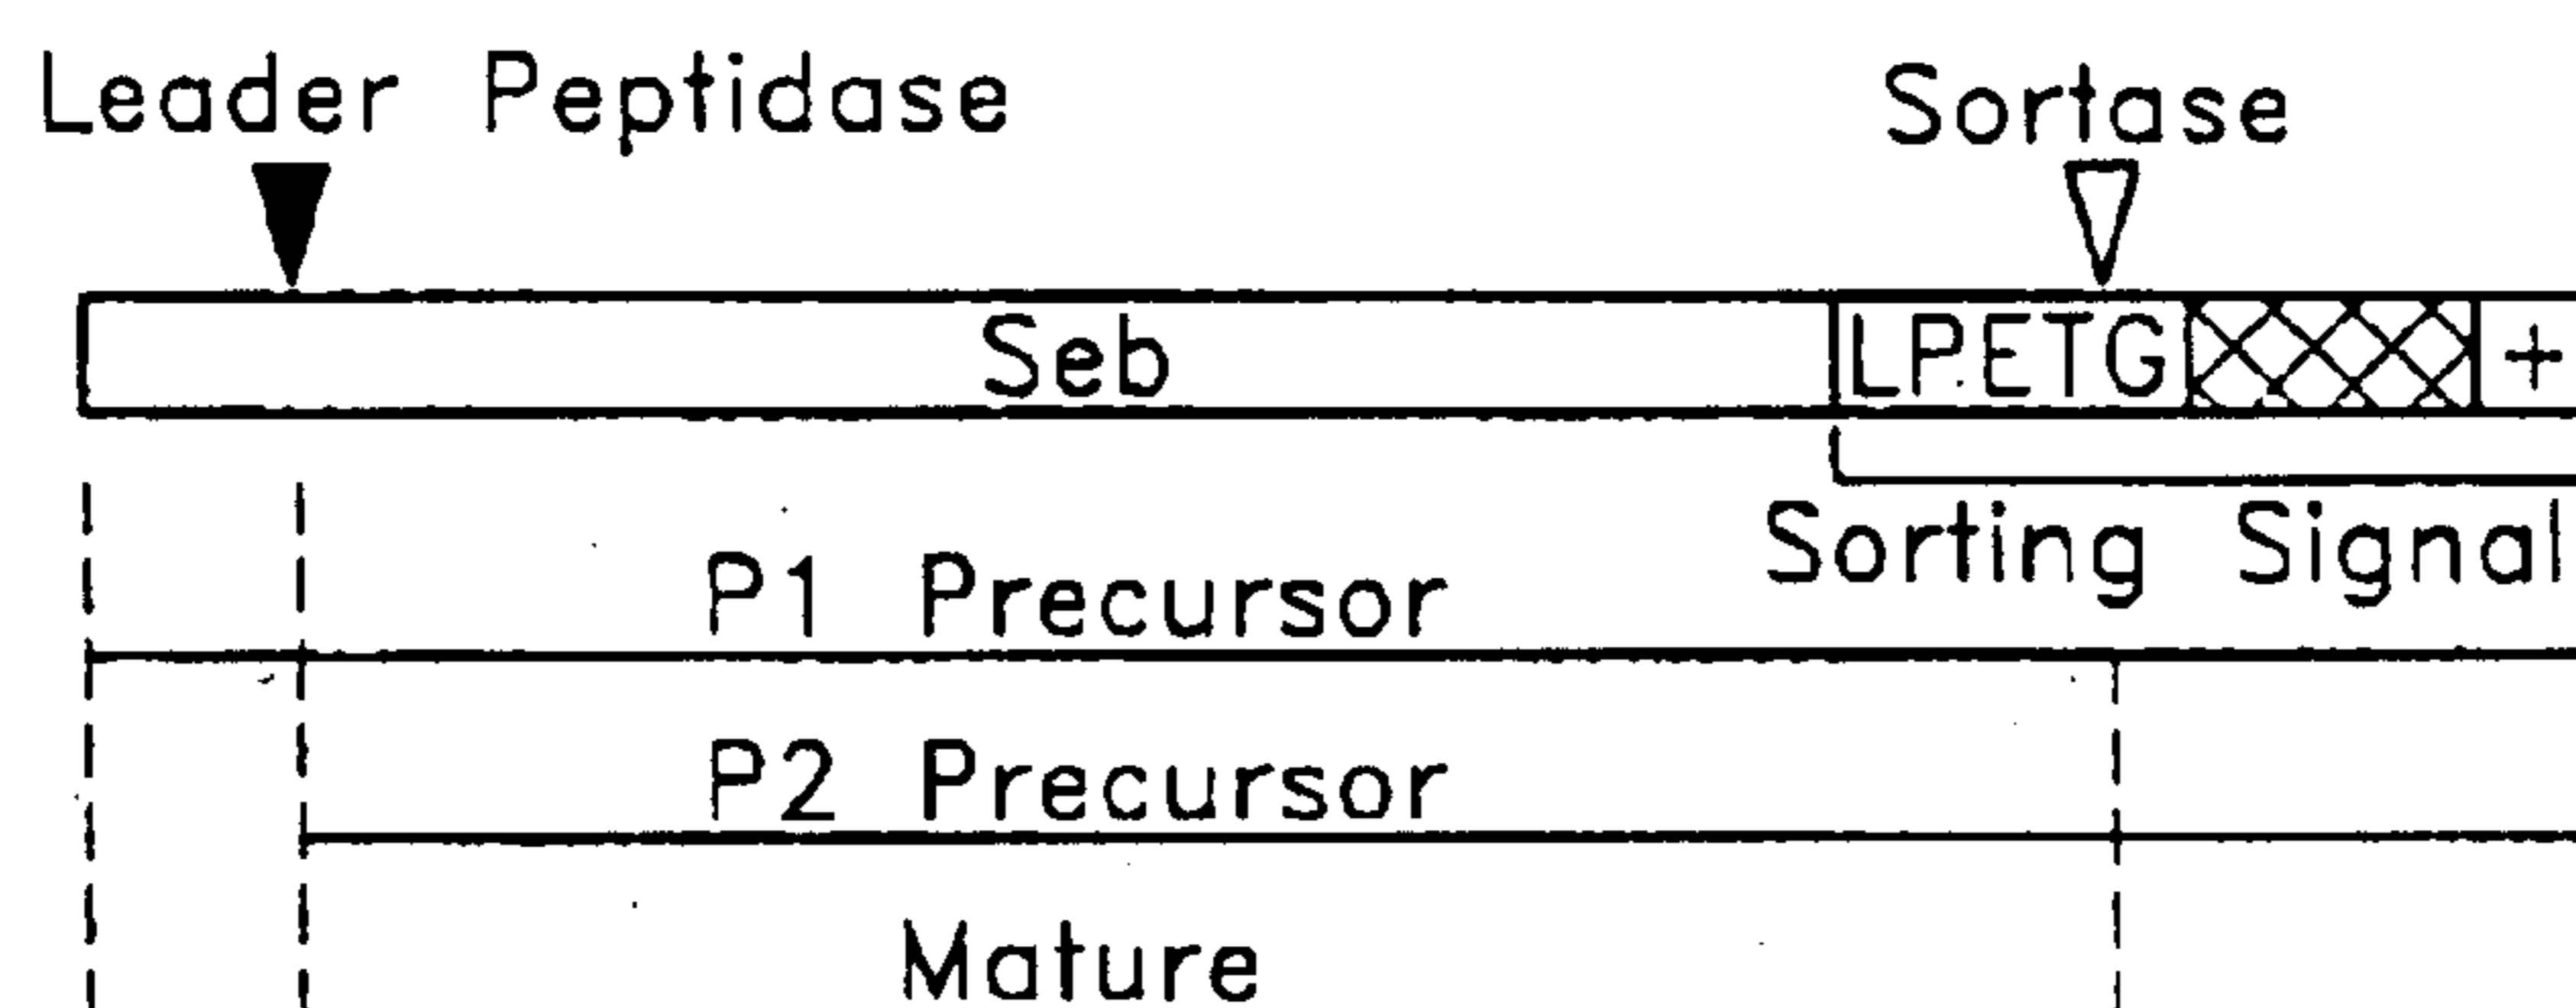 Leader Peptidase Sortase
Seb LPETG +
Sorting Signal
P1 Precursor
P2 Precursor
Mature